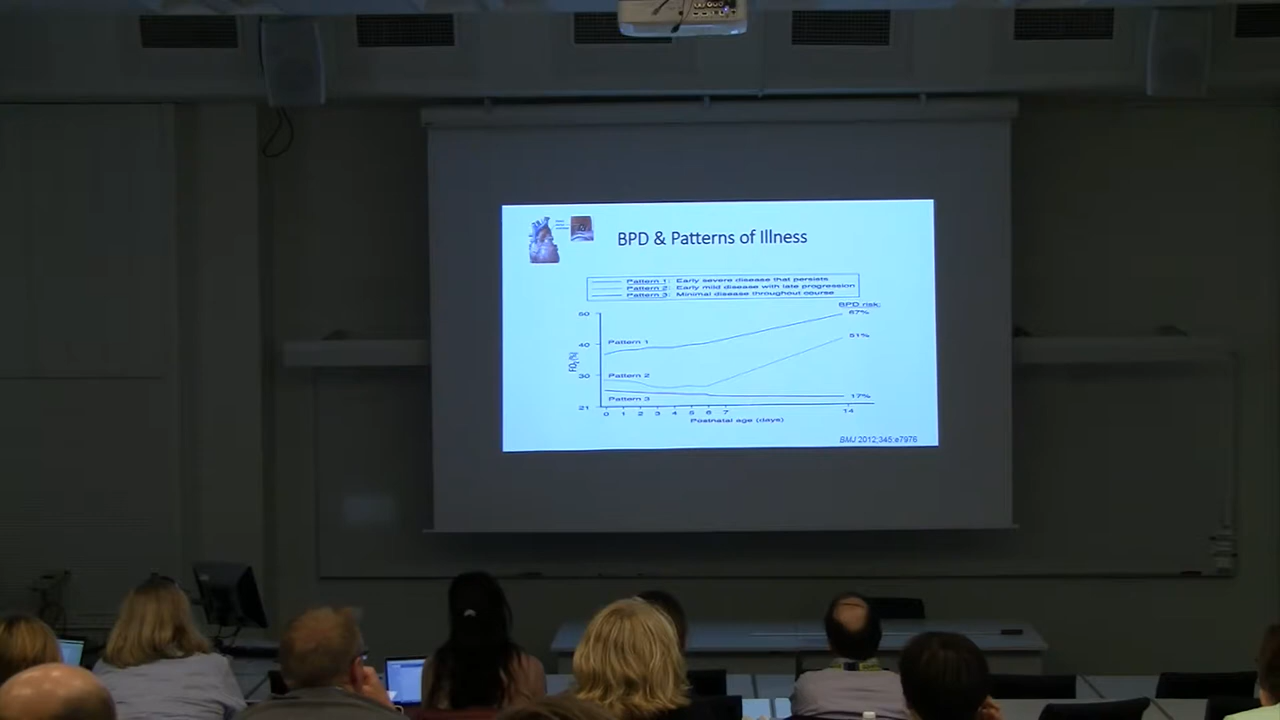 BPD & Patterns of Illness
Pattern 1: Early severe disease that persists
Pattern 2: Early mild disease with late progression
Pattern 3: Minimal disease throughout course
BPD risk:
67%
50
51%
40
Pattern 1
FiO2 (%)
30
Pattern 2
Pattern 3
17%
21
0 1 2 3 4 5 6 7 14
Postnatal age (days)
BMJ 2012;345:e7976